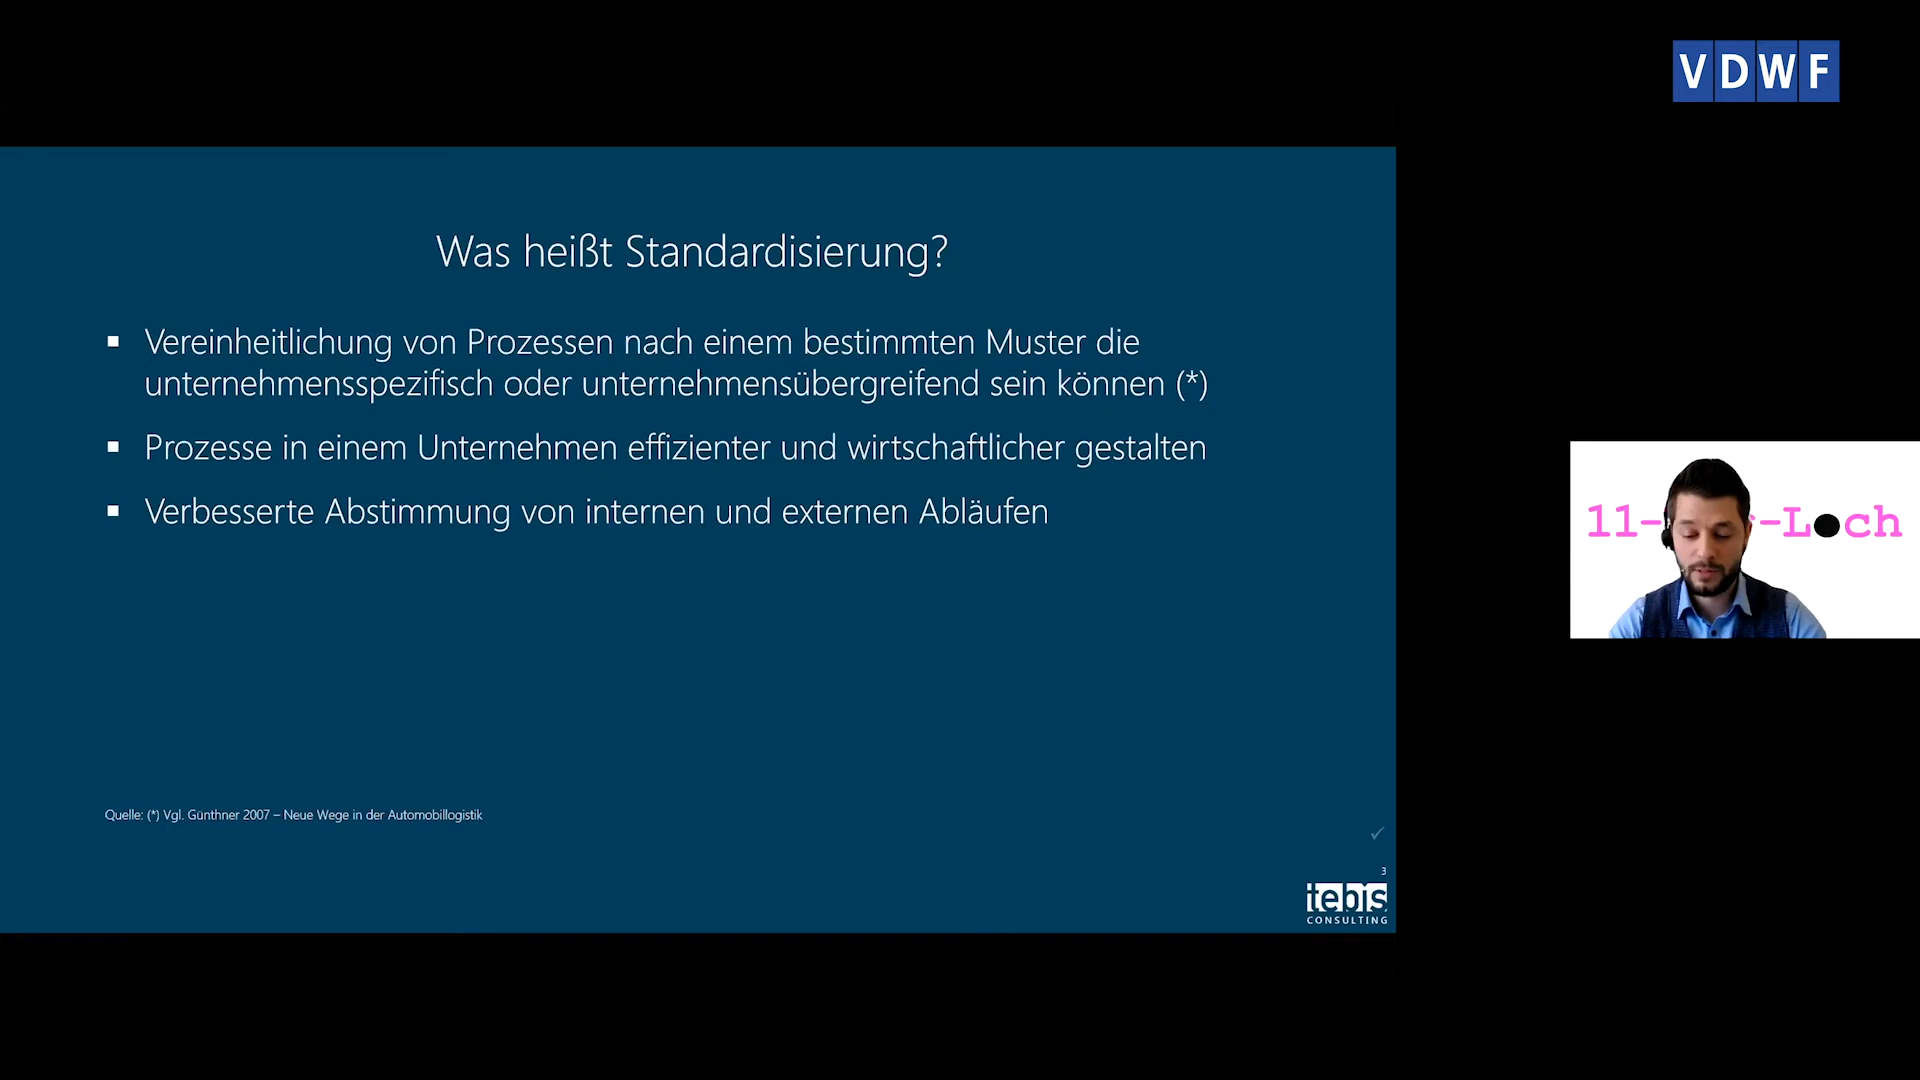 VDWF
Was heißt Standardisierung?
▪ Vereinheitlichung von Prozessen nach einem bestimmten Muster die
unternehmensspezifisch oder unternehmensübergreifend sein können (*)
▪ Prozesse in einem Unternehmen effizienter und wirtschaftlicher gestalten
▪ Verbesserte Abstimmung von internen und externen Abläufen
11- -L●ch
Quelle: (*) Vgl. Günthner 2007 – Neue Wege in der Automobillogistik
3
tebis
CONSULTING